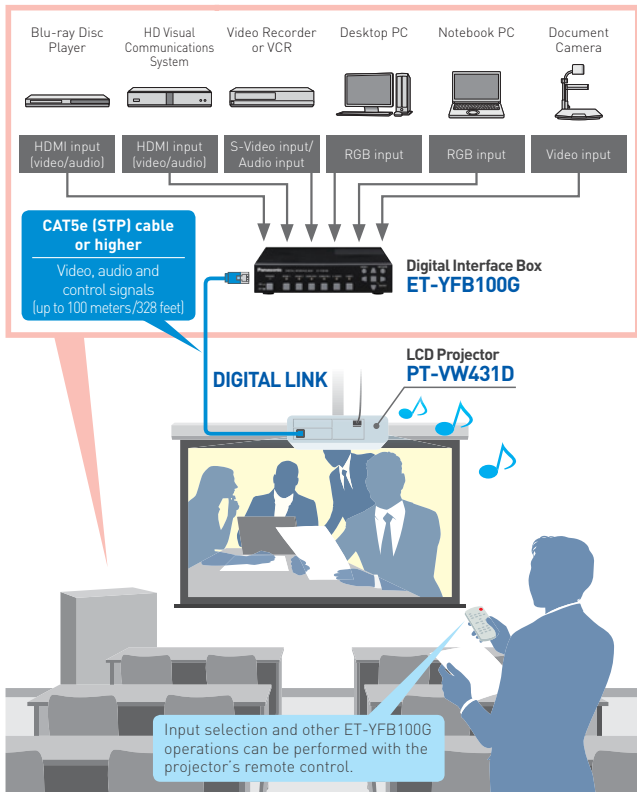 Blu-ray Disc
Player
HD Visual
Communications
System
Video Recorder
or VCR
Desktop PC
Notebook PC
Document
Camera
HDMI input
(video/audio)
HDMI input
(video/audio)
S-Video input/
Audio input
RGB input
RGB input
Video input
CAT5e (STP) cable
or higher
Video, audio and
control signals
(up to 100 meters/328 feet)
Panasonic
Digital Interface Box
ET-YFB100G
DIGITAL LINK
LCD Projector
PT-VW431D
Input selection and other ET-YFB100G
operations can be performed with the
projector's remote control.